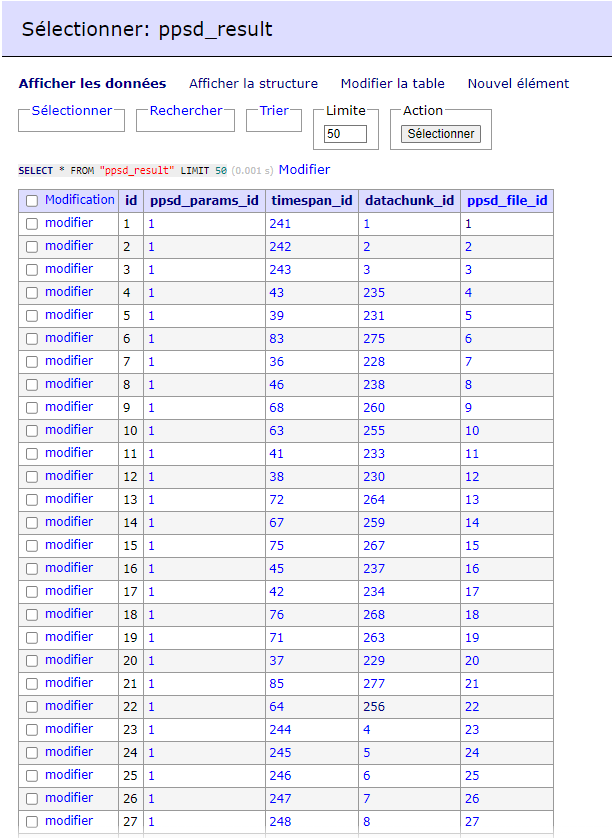 Sélectionner: ppsd_result
Afficher les données Afficher la structure Modifier la table Nouvel élément
Sélectionner Rechercher Trier Limite Action
50 Sélectionner
SELECT * FROM "ppsd_result" LIMIT 50 (0.001 s) Modifier
Modification id ppsd_params_id timespan_id datachunk_id ppsd_file_id
modifier 1 1 241 1 1
modifier 2 1 242 2 2
modifier 3 1 243 3 3
modifier 4 1 43 235 4
modifier 5 1 39 231 5
modifier 6 1 83 275 6
modifier 7 1 36 228 7
modifier 8 1 46 238 8
modifier 9 1 68 260 9
modifier 10 1 63 255 10
modifier 11 1 41 233 11
modifier 12 1 38 230 12
modifier 13 1 72 264 13
modifier 14 1 67 259 14
modifier 15 1 75 267 15
modifier 16 1 45 237 16
modifier 17 1 42 234 17
modifier 18 1 76 268 18
modifier 19 1 71 263 19
modifier 20 1 37 229 20
modifier 21 1 85 277 21
modifier 22 1 64 256 22
modifier 23 1 244 4 23
modifier 24 1 245 5 24
modifier 25 1 246 6 25
modifier 26 1 247 7 26
modifier 27 1 248 8 27